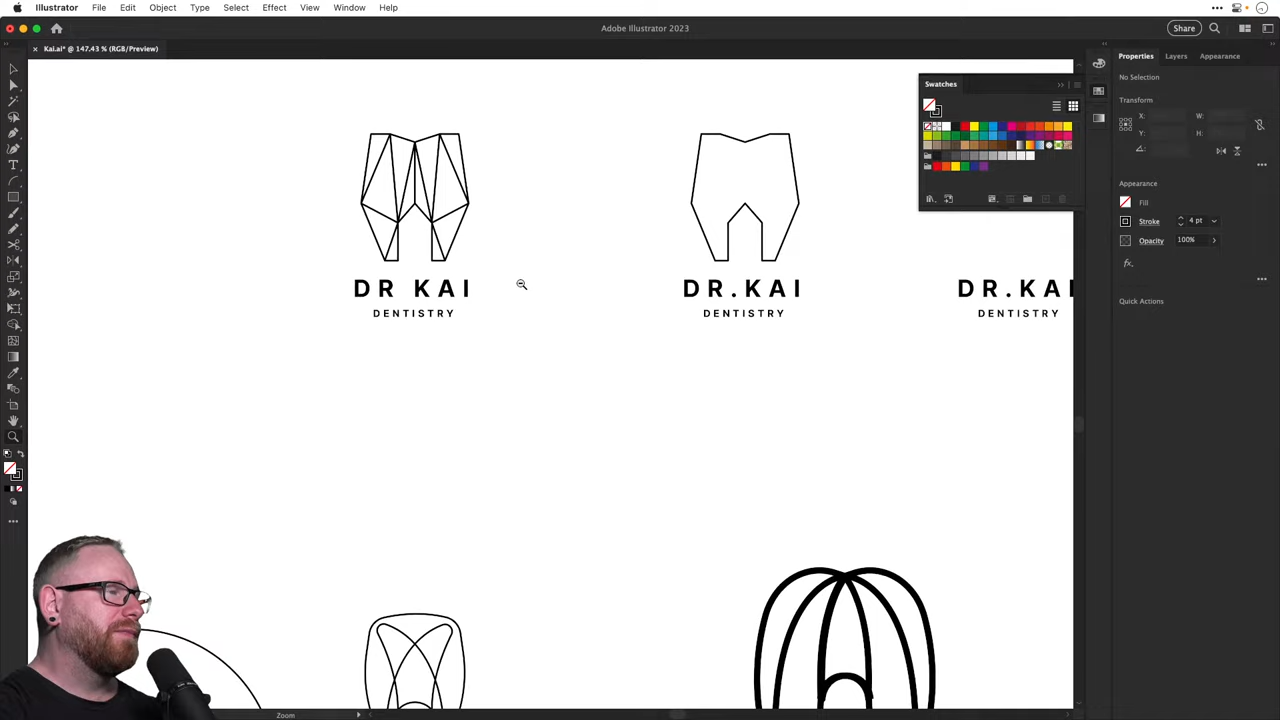 Illustrator File Edit Object Type Select Effect View Window Help
Adobe Illustrator 2023
Share
Kai.ai* @ 147.43 % (RGB/Preview)
Properties Layers Appearance
No Selection
Transform
X: W:
Y: H:
Appearance
Fill
Stroke 4 pt
Opacity 100%
fx.
Quick Actions
Swatches
DR KAI
DENTISTRY
DR.KAI
DENTISTRY
DR.KAI
DENTISTRY
Zoom